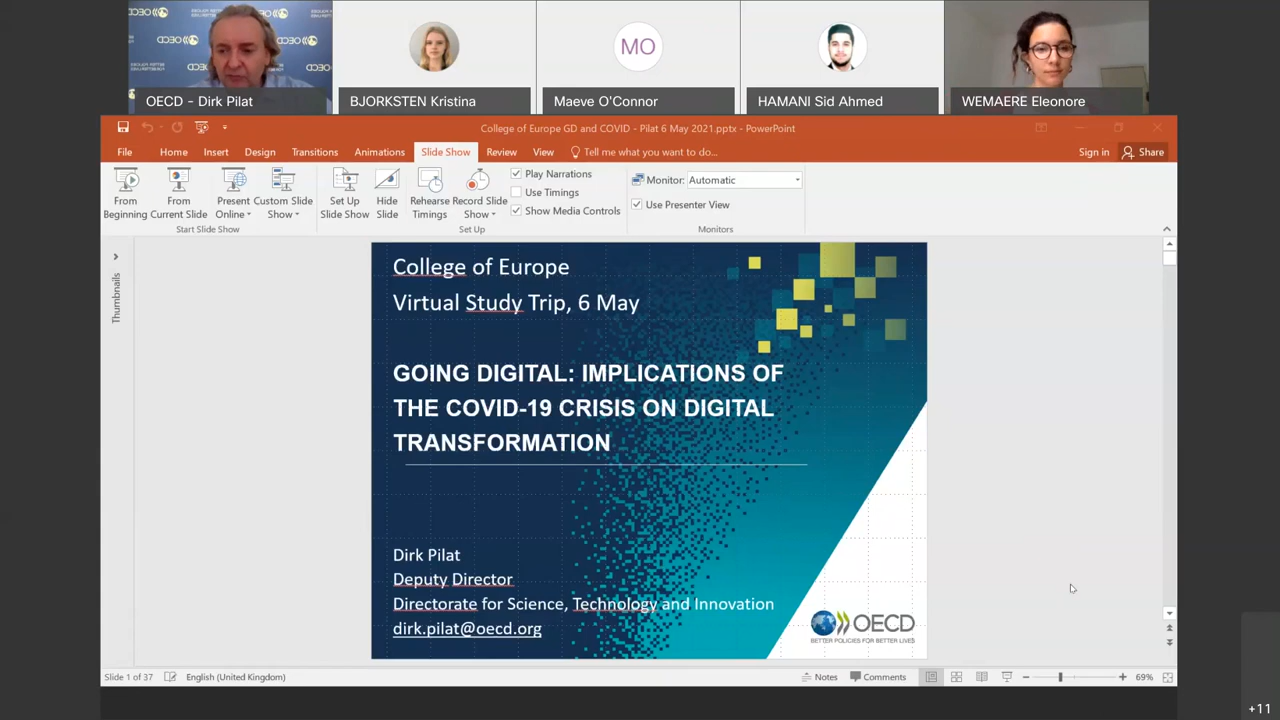 OECD - Dirk Pilat
BJORKSTEN Kristina
MO
Maeve O'Connor
HAMANI Sid Ahmed
WEMAERE Eleonore
College of Europe GD and COVID - Pilat 6 May 2021.pptx - PowerPoint
File Home Insert Design Transitions Animations Slide Show Review View Tell me what you want to do... Sign in Share
From Beginning
From Current Slide
Present Online
Custom Slide Show
Start Slide Show
Set Up Slide Show
Hide Slide
Rehearse Timings
Record Slide Show
Play Narrations
Use Timings
Show Media Controls
Set Up
Monitor: Automatic
Use Presenter View
Monitors
Thumbnails
College of Europe
Virtual Study Trip, 6 May
GOING DIGITAL: IMPLICATIONS OF
THE COVID-19 CRISIS ON DIGITAL
TRANSFORMATION
Dirk Pilat
Deputy Director
Directorate for Science, Technology and Innovation
dirk.pilat@oecd.org
OECD
BETTER POLICIES FOR BETTER LIVES
Slide 1 of 37 English (United Kingdom) Notes Comments 69%
+11